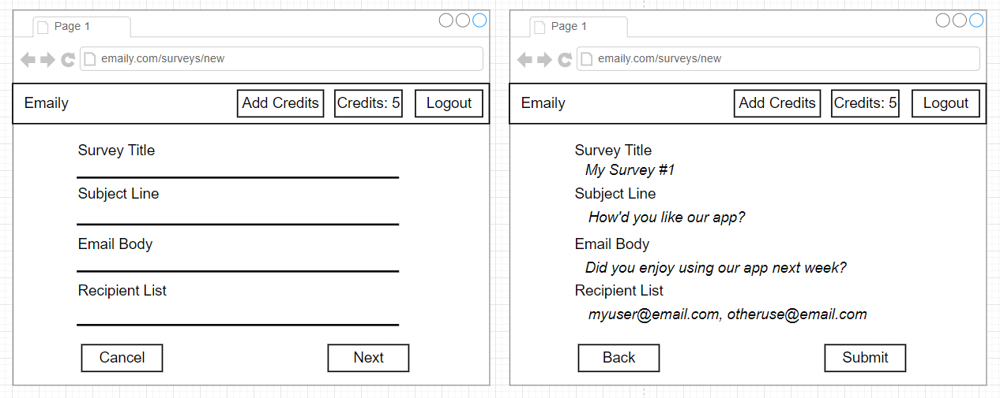 Page 1
emaily.com/surveys/new
Emaily
Add Credits
Credits: 5
Logout
Survey Title
Subject Line
Email Body
Recipient List
Cancel
Next
Page 1
emaily.com/surveys/new
Emaily
Add Credits
Credits: 5
Logout
Survey Title
My Survey #1
Subject Line
How'd you like our app?
Email Body
Did you enjoy using our app next week?
Recipient List
myuser@email.com, otheruse@email.com
Back
Submit